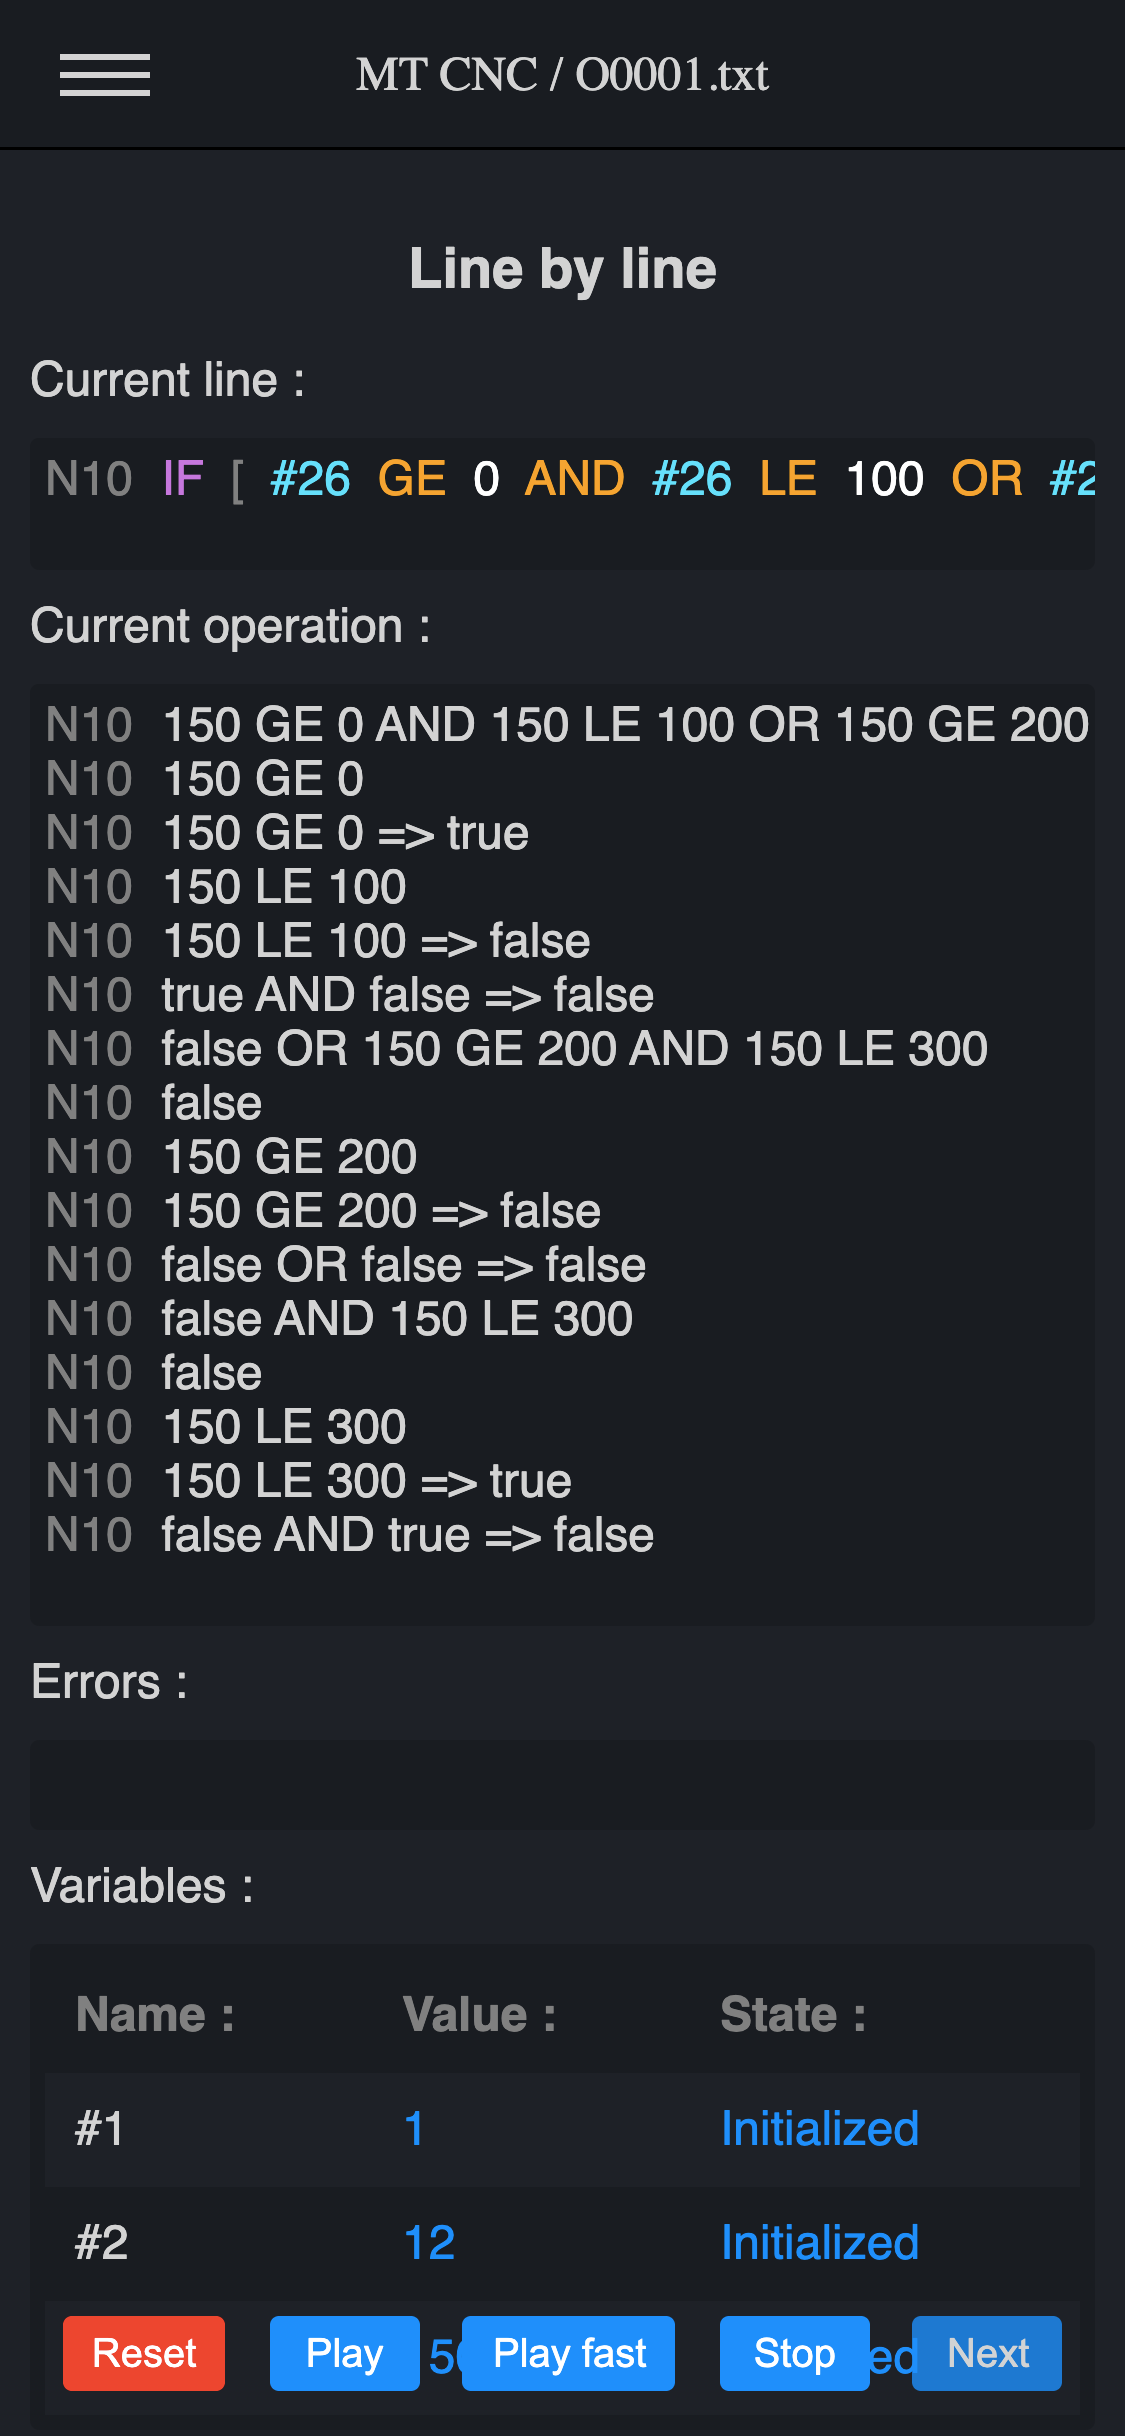 MT CNC / O0001.txt
Line by line
Current line :
N10 IF [ #26 GE 0 AND #26 LE 100 OR
Current operation :
N10 150 GE 0 AND 150 LE 100 OR 150 GE 200
N10 150 GE 0
N10 150 GE 0 => true
N10 150 LE 100
N10 150 LE 100 => false
N10 true AND false => false
N10 false OR 150 GE 200 AND 150 LE 300
N10 false
N10 150 GE 200
N10 150 GE 200 => false
N10 false OR false => false
N10 false AND 150 LE 300
N10 false
N10 150 LE 300
N10 150 LE 300 => true
N10 false AND true => false
Errors :
Variables :
Name : Value : State :
#1 1 Initialized
#2 12 Initialized
Reset Play Play fast Stop Next